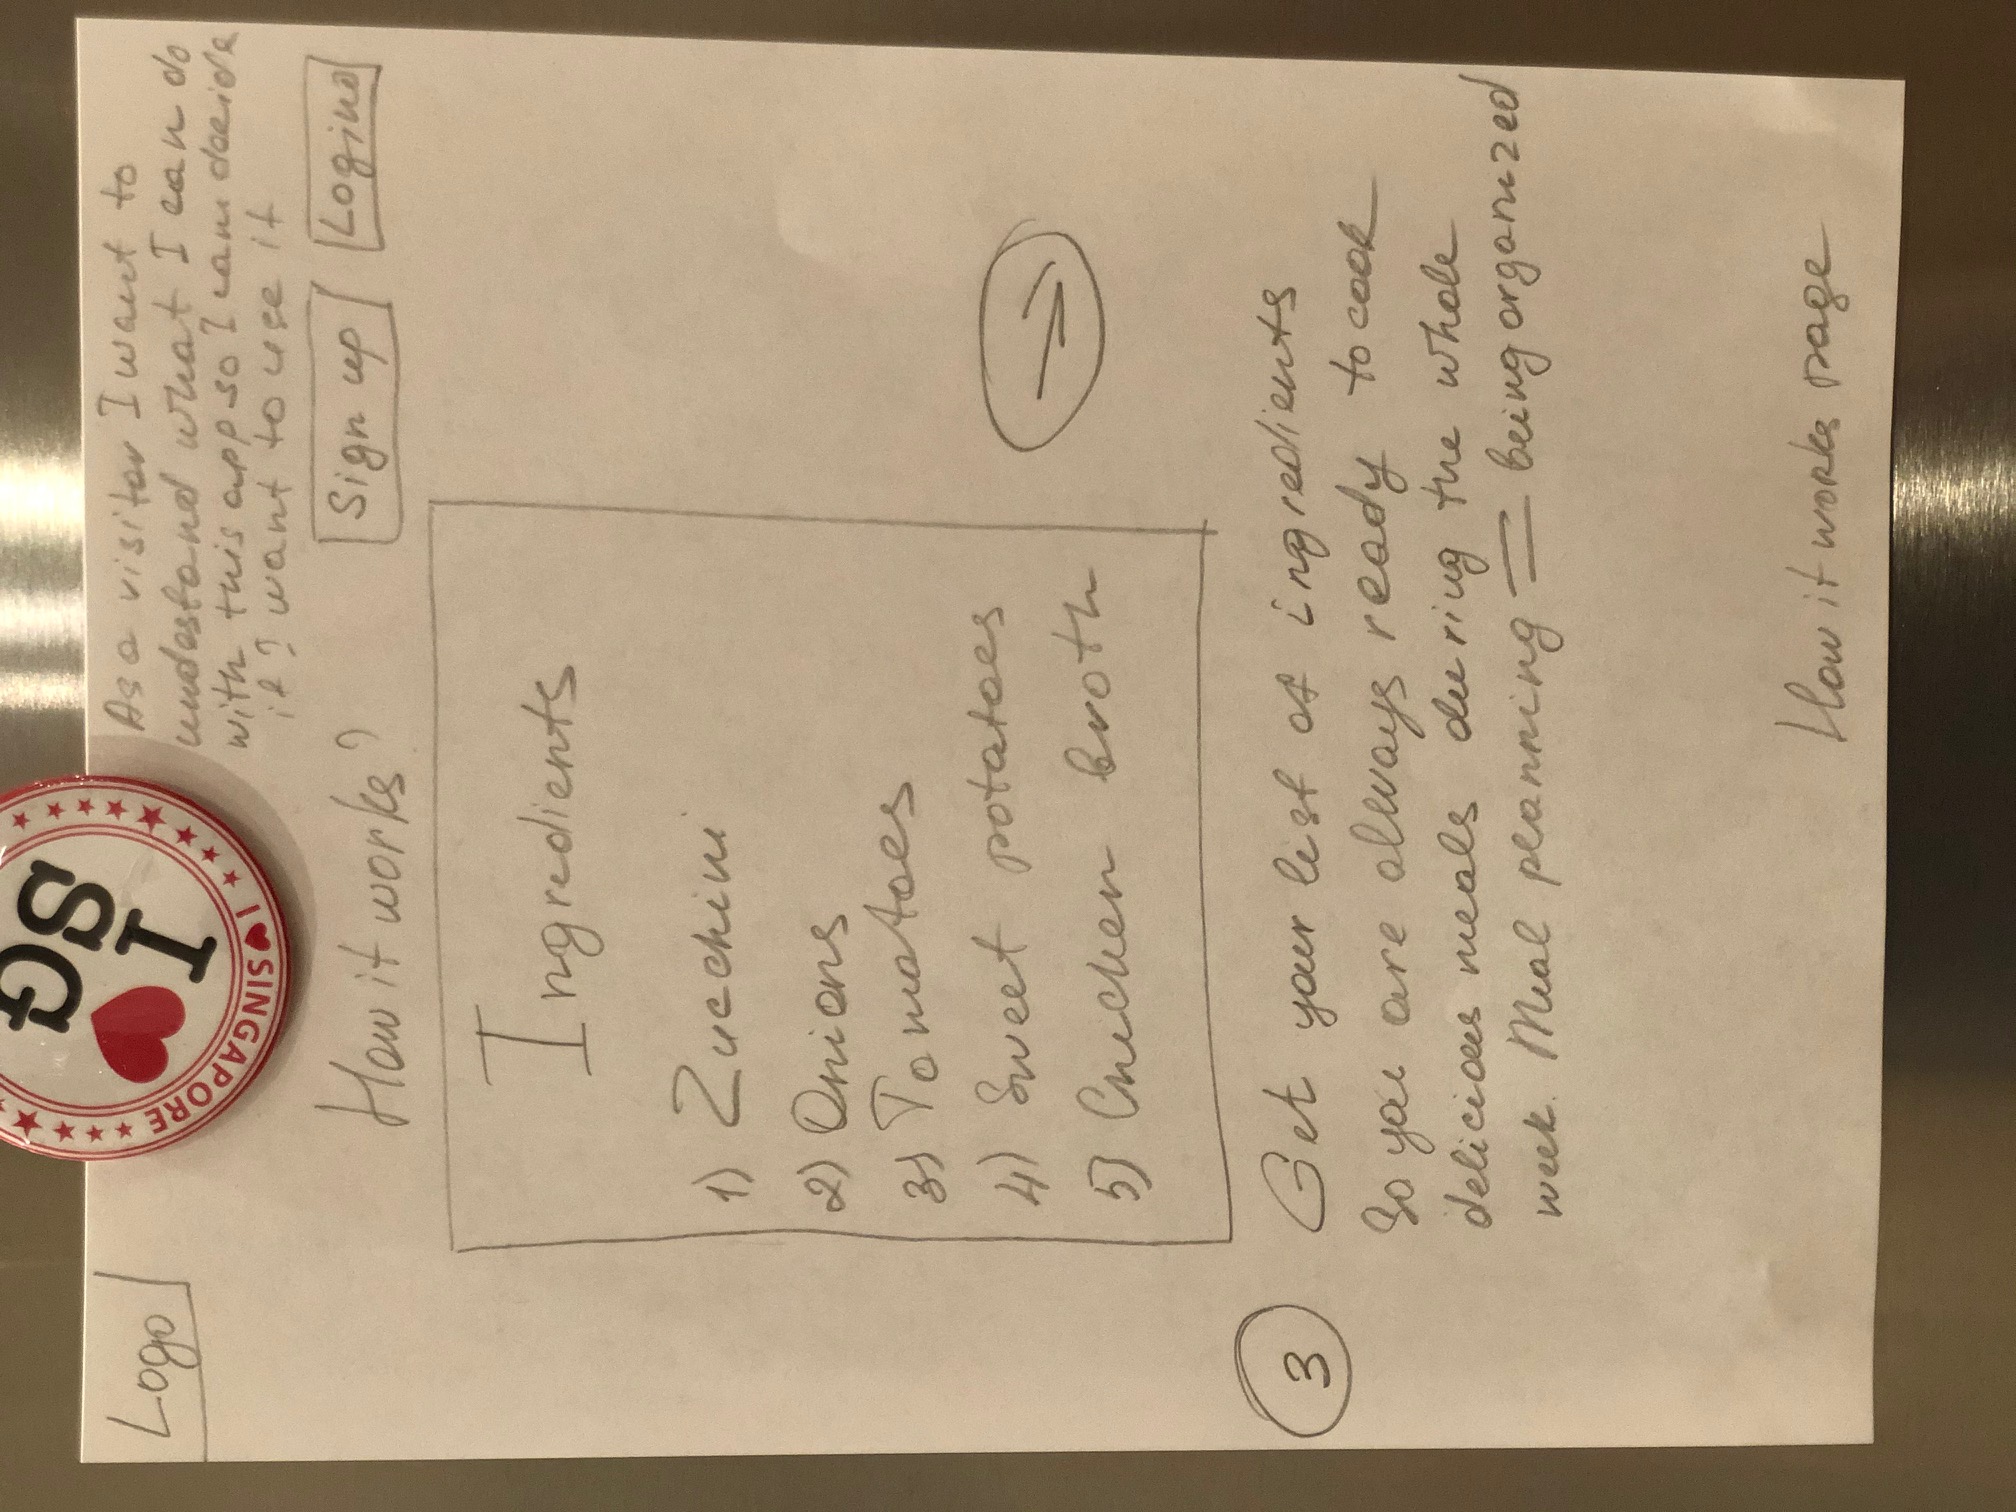 I ♥ SG
I ♥ SINGAPORE
Logo
As a visitor I want to
undestand what I can do
with this app so I can decide
if I want to use it
Sign up
Login
How it works?
Ingredients
1) Zucchini
2) Onions
3) Tomatoes
4) Sweet potatoes
5) Chicken broth
3
Get your list of ingredients
So you are always ready to cook
delicious meals during the whole
week. Meal planning = being organized
How it works page